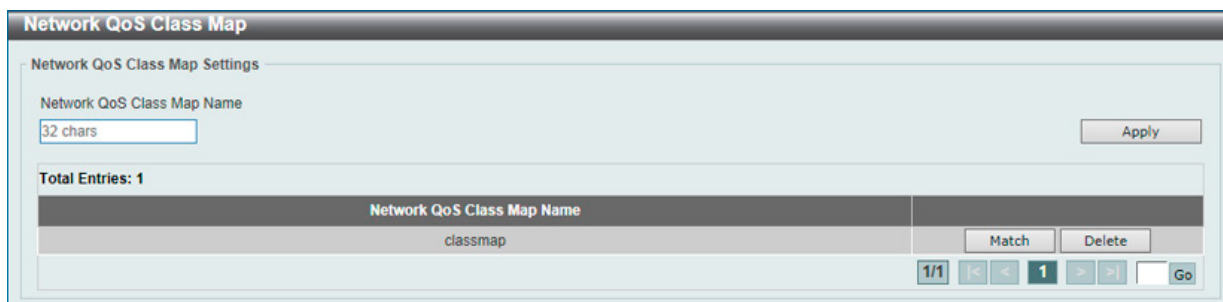 Network QoS Class Map
Network QoS Class Map Settings
Network QoS Class Map Name
32 chars
Apply
Total Entries: 1
Network QoS Class Map Name
classmap Match Delete
1/1 |< < 1 > >| Go